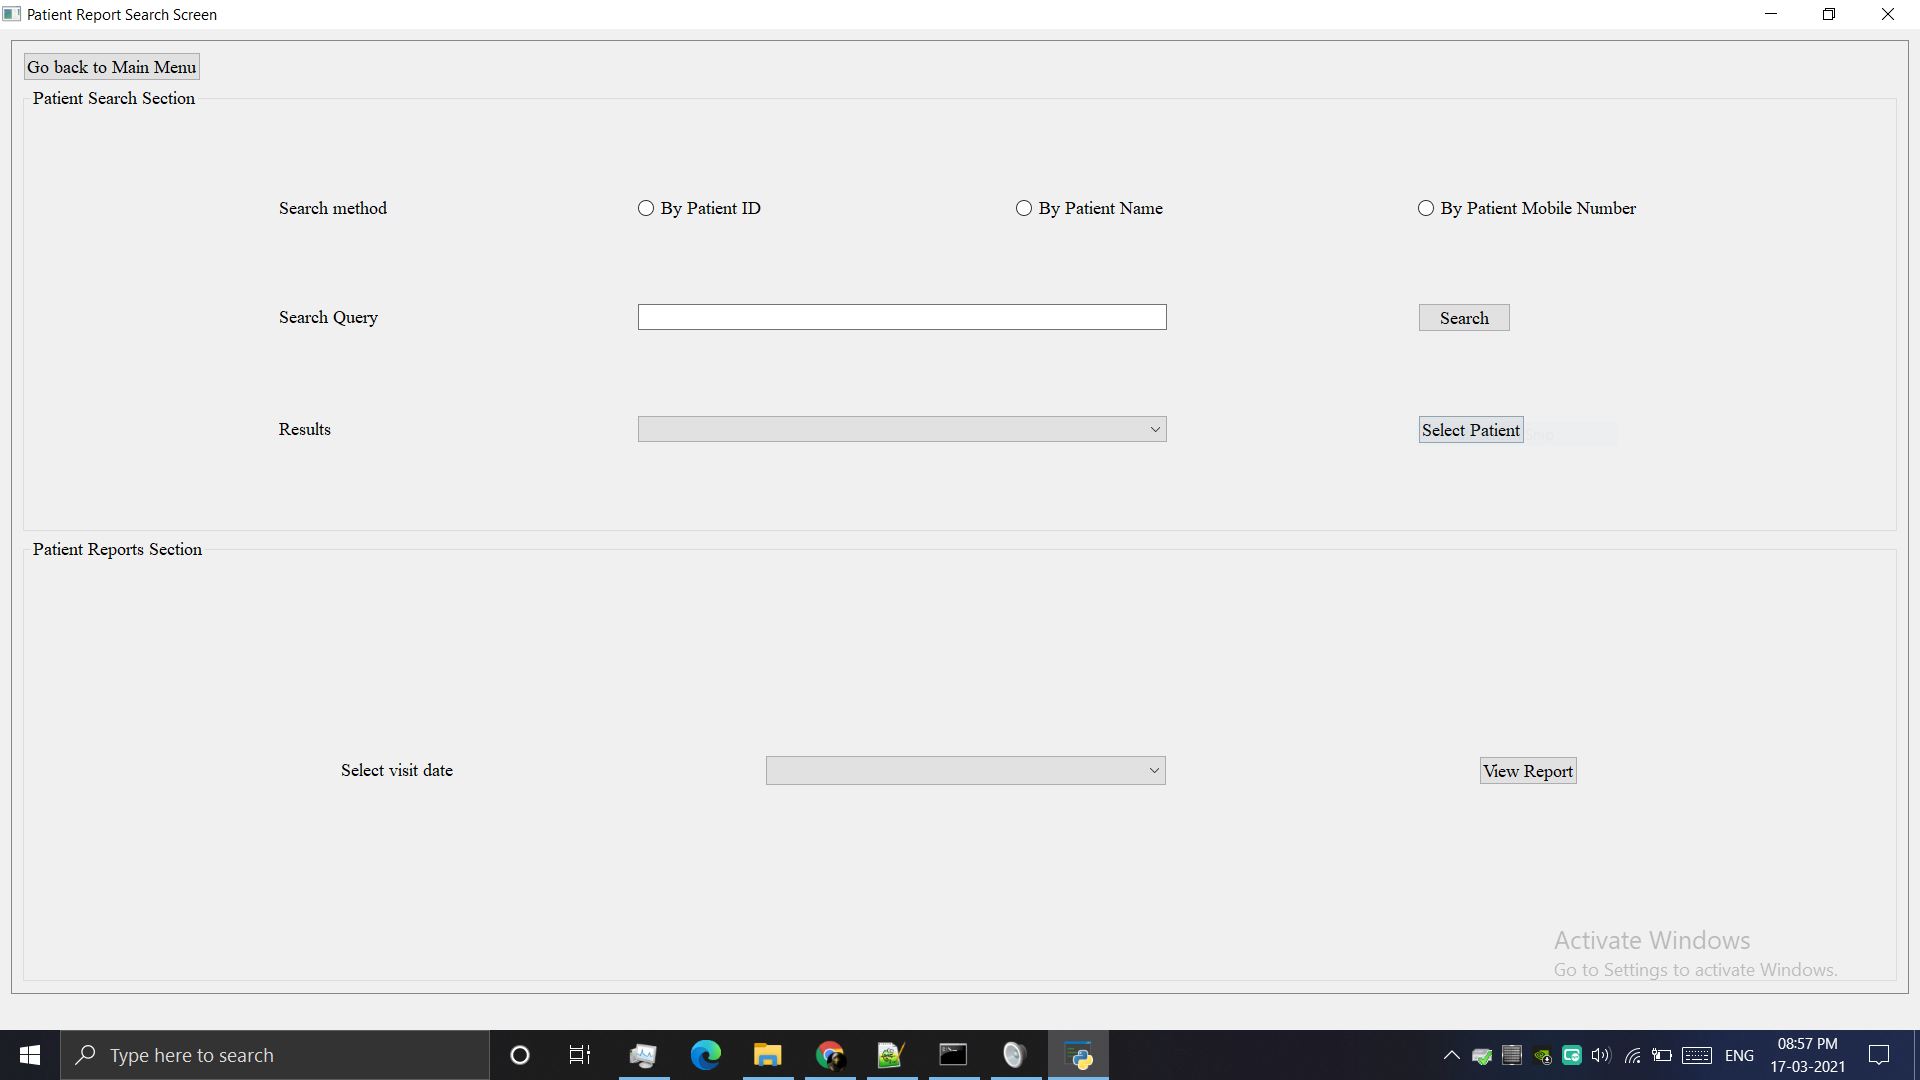 Patient Report Search Screen
Go back to Main Menu
Patient Search Section
Search method By Patient ID By Patient Name By Patient Mobile Number
Search Query Search
Results Select Patient
Patient Reports Section
Select visit date View Report
Activate Windows
Go to Settings to activate Windows.
Type here to search
ENG
08:57 PM
17-03-2021